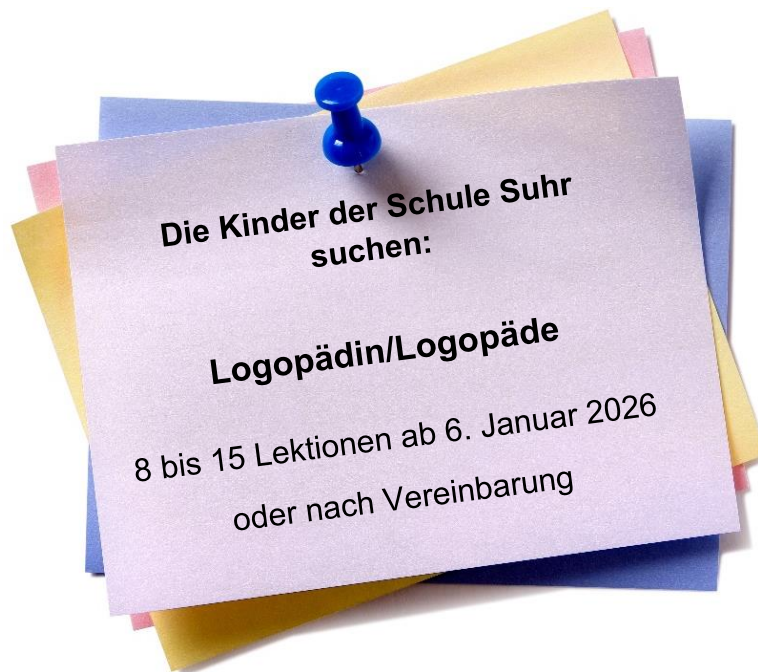 Die Kinder der Schule Suhr
suchen:
Logopädin/Logopäde
8 bis 15 Lektionen ab 6. Januar 2026
oder nach Vereinbarung